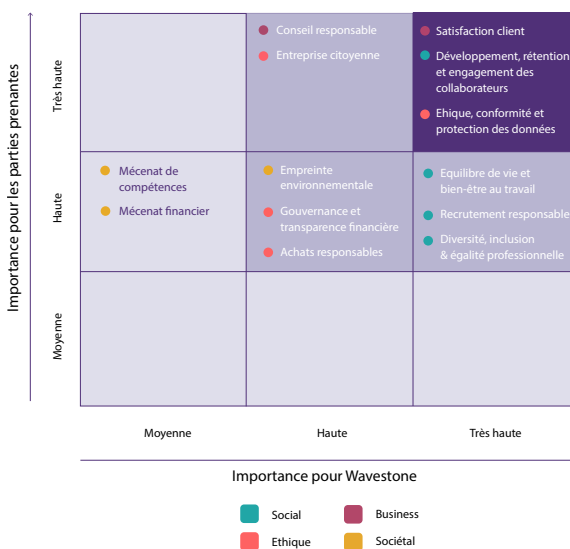 Importance pour les parties prenantes
Très haute
Haute
Moyenne
Conseil responsable
Entreprise citoyenne
Satisfaction client
Développement, rétention
et engagement des
collaborateurs
Ehique, conformité et
protection des données
Mécenat de
compétences
Mécenat financier
Empreinte
environnementale
Gouvernance et
transparence financière
Achats responsables
Equilibre de vie et
bien-être au travail
Recrutement responsable
Diversité, inclusion
& égalité professionnelle
Moyenne
Haute
Très haute
Importance pour Wavestone
Social
Business
Ethique
Sociétal